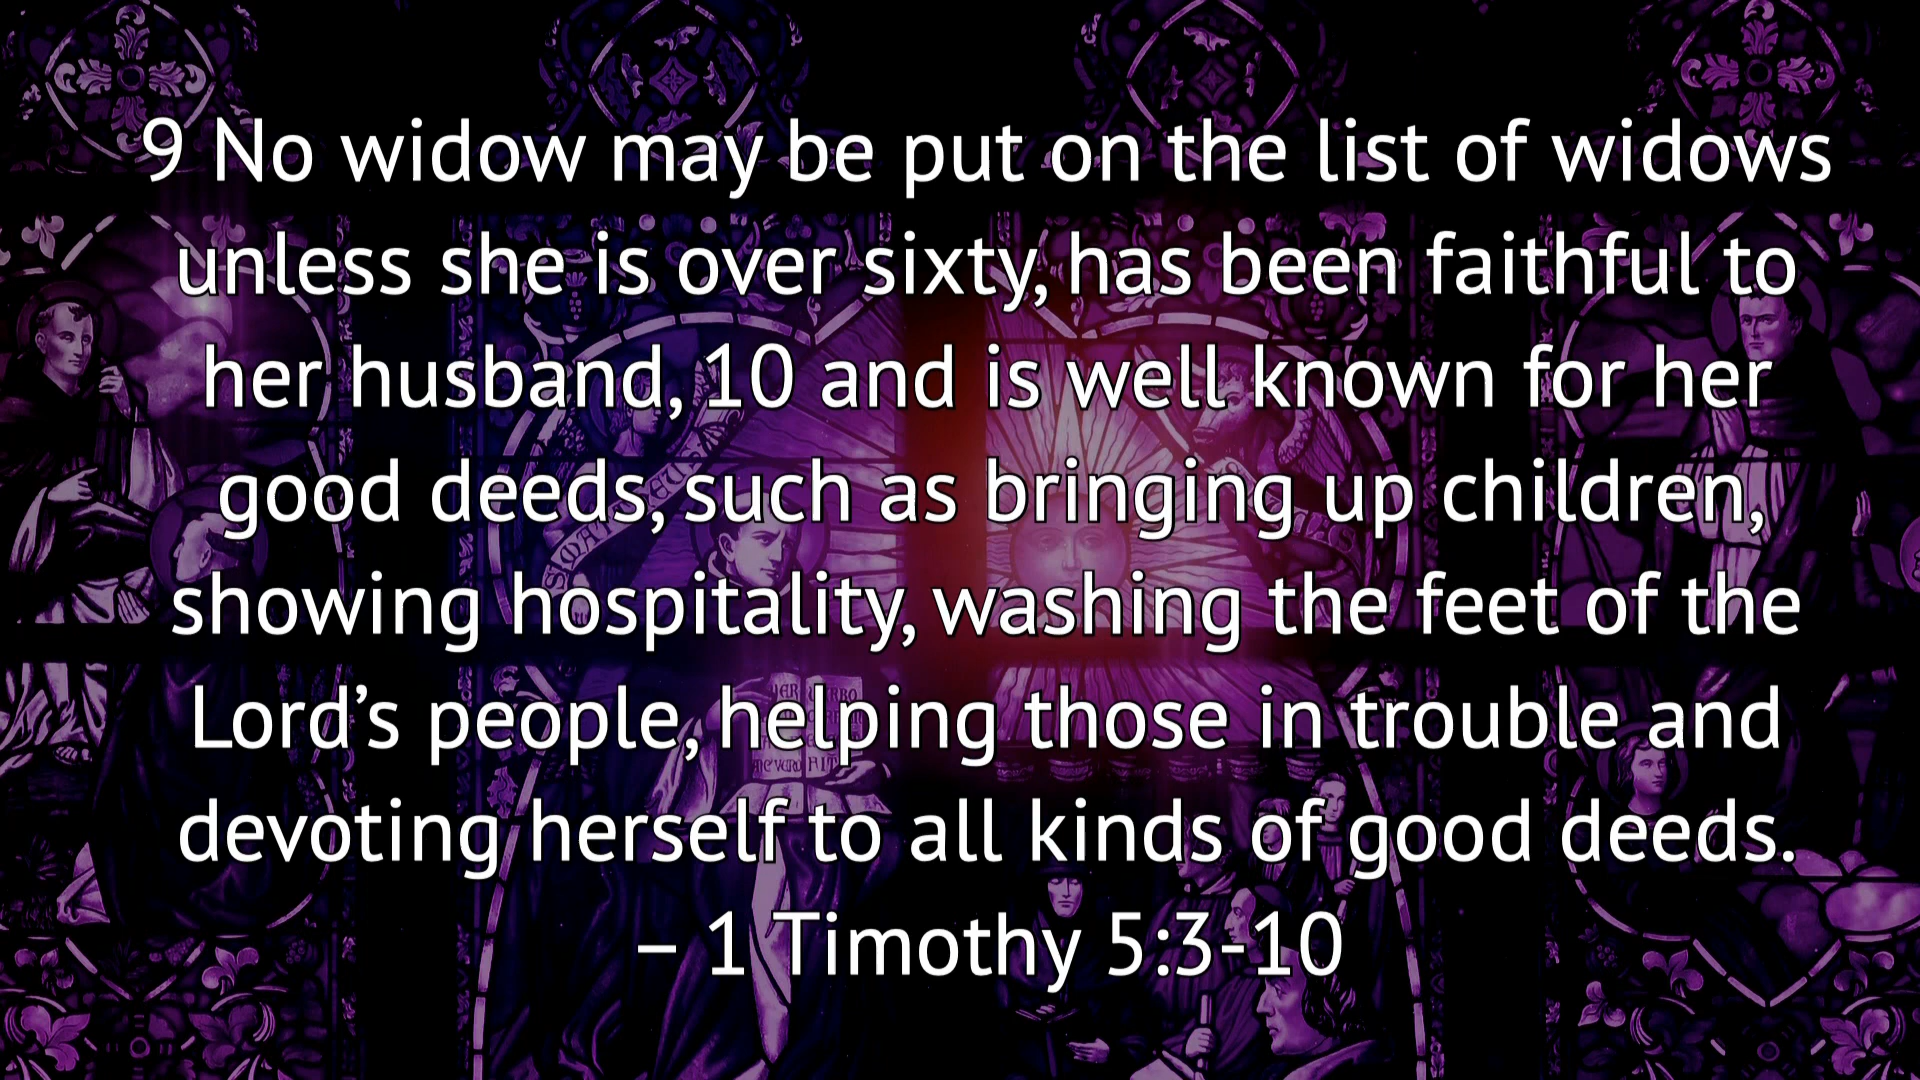 9 No widow may be put on the list of widows
unless she is over sixty, has been faithful to
her husband, 10 and is well known for her
good deeds, such as bringing up children,
showing hospitality, washing the feet of the
Lord’s people, helping those in trouble and
devoting herself to all kinds of good deeds.
– 1 Timothy 5:3-10